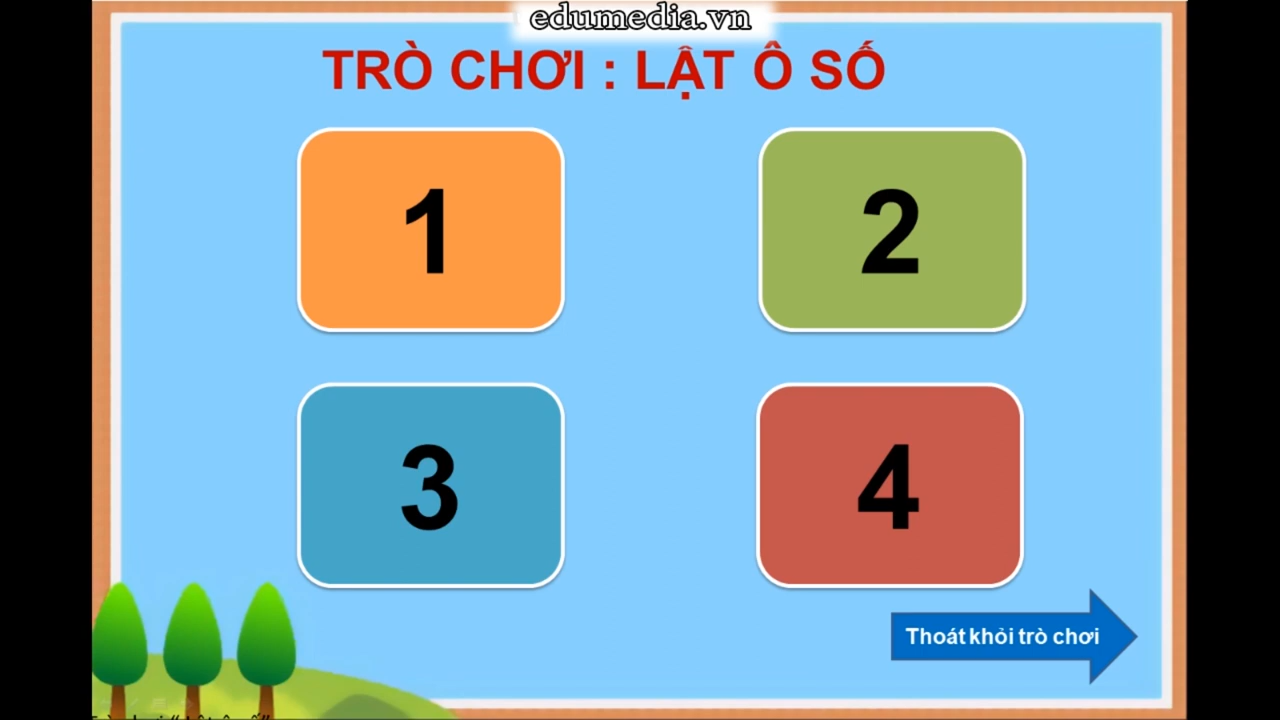 edumedia.vn
TRÒ CHƠI : LẬT Ô SỐ
1
2
3
4
Thoát khỏi trò chơi